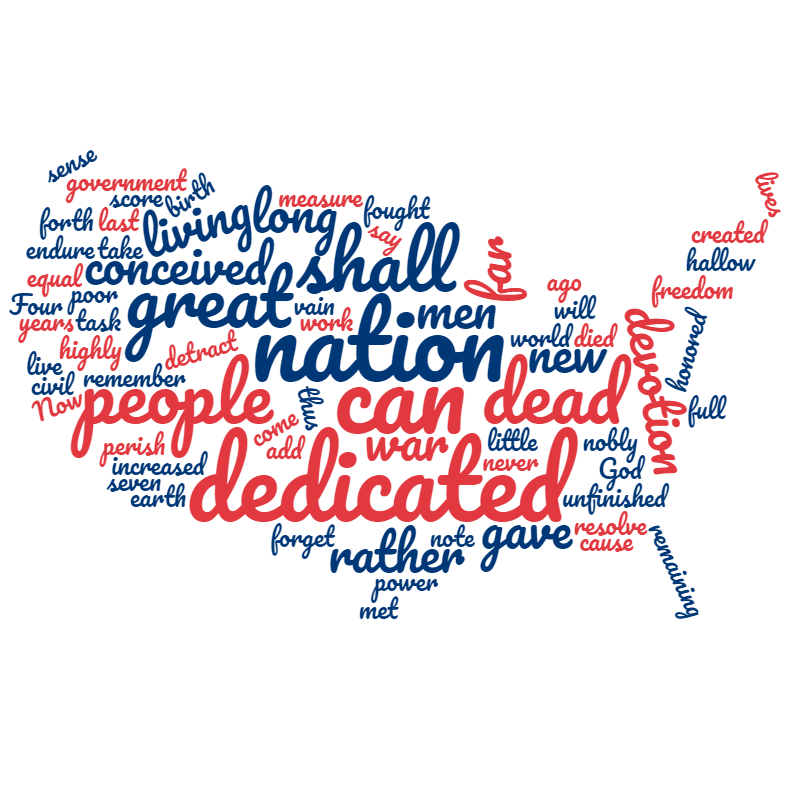 sense
government
score
birth
forth
last
living
long
measure
fought
say
endure
take
equal
conceived
shall
far
Four
poor
great
vain
men
years
task
work
nation
highly
detract
live
civil
remember
Now
people
thus
can
dead
come
add
war
perish
increased
seven
earth
dedicated
little
never
nobly
God
unfinished
forget
rather
note
gave
resolve
cause
power
met
remaining
ago
will
world
died
new
devotion
honored
full
freedom
hallow
created
lives